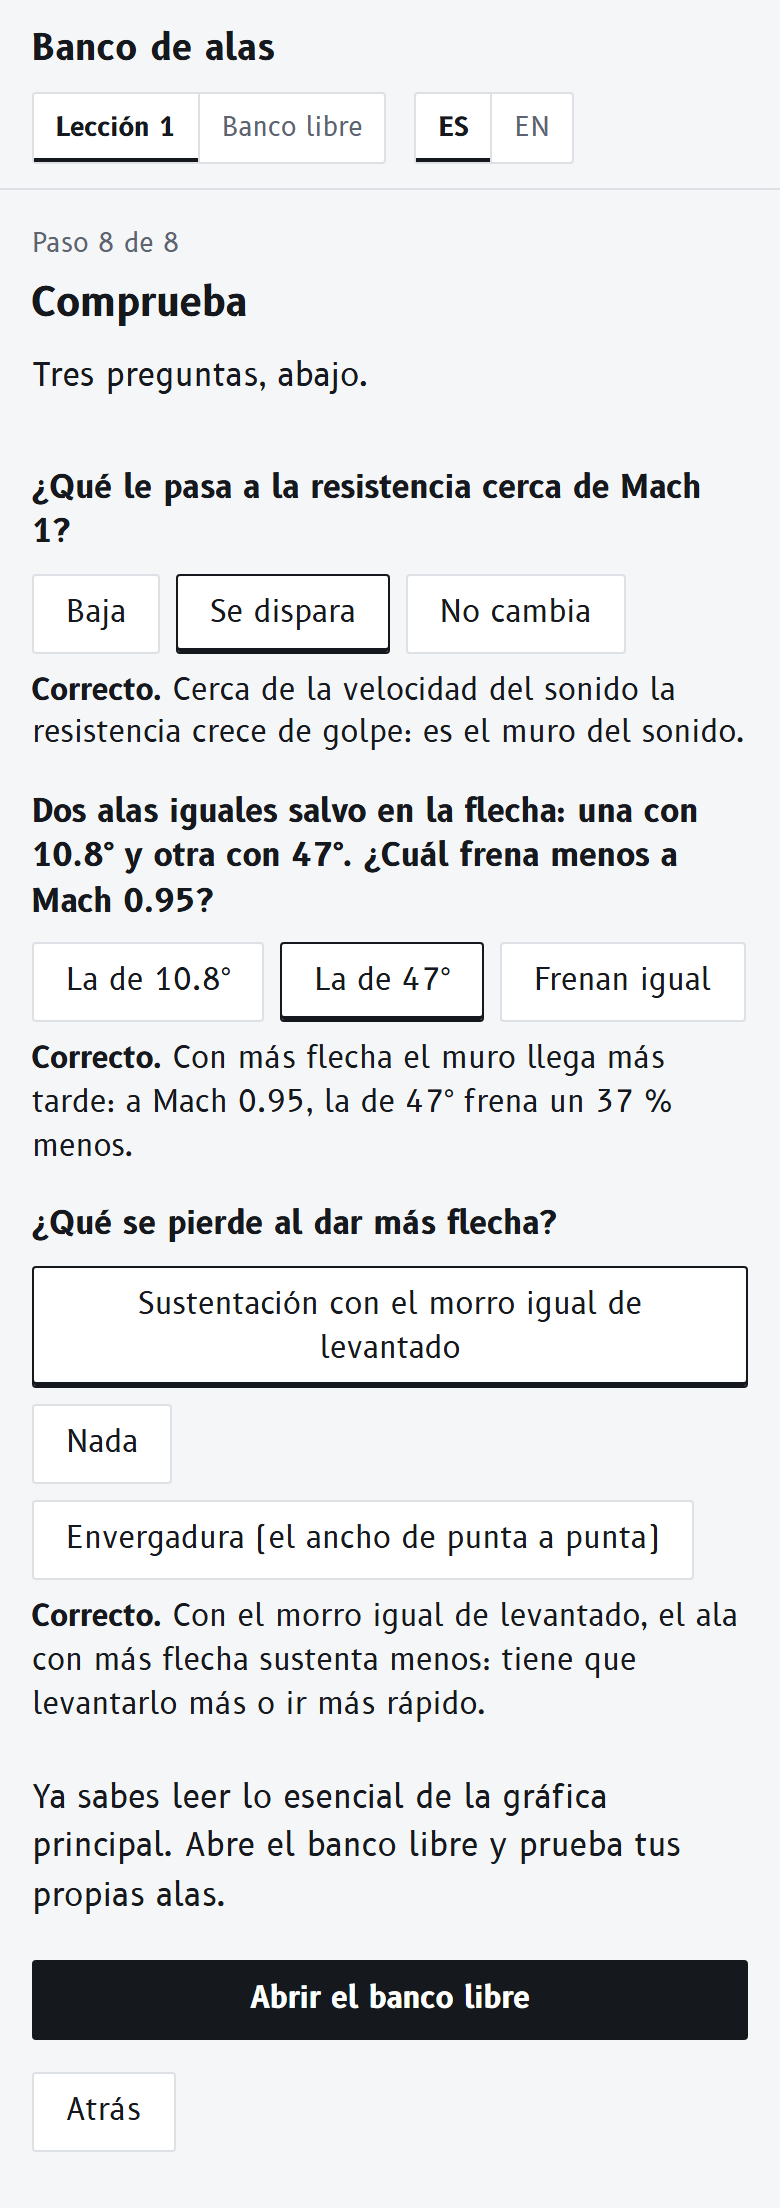 Banco de alas
Lección 1
Banco libre
ES
EN
Paso 8 de 8
Comprueba
Tres preguntas, abajo.
¿Qué le pasa a la resistencia cerca de Mach
1?
Baja
Se dispara
No cambia
Correcto. Cerca de la velocidad del sonido la
resistencia crece de golpe: es el muro del sonido.
Dos alas iguales salvo en la flecha: una con
10.8° y otra con 47°. ¿Cuál frena menos a
Mach 0.95?
La de 10.8°
La de 47°
Frenan igual
Correcto. Con más flecha el muro llega más
tarde: a Mach 0.95, la de 47° frena un 37 %
menos.
¿Qué se pierde al dar más flecha?
Sustentación con el morro igual de
levantado
Nada
Envergadura (el ancho de punta a punta)
Correcto. Con el morro igual de levantado, el ala
con más flecha sustenta menos: tiene que
levantarlo más o ir más rápido.
Ya sabes leer lo esencial de la gráfica
principal. Abre el banco libre y prueba tus
propias alas.
Abrir el banco libre
Atrás